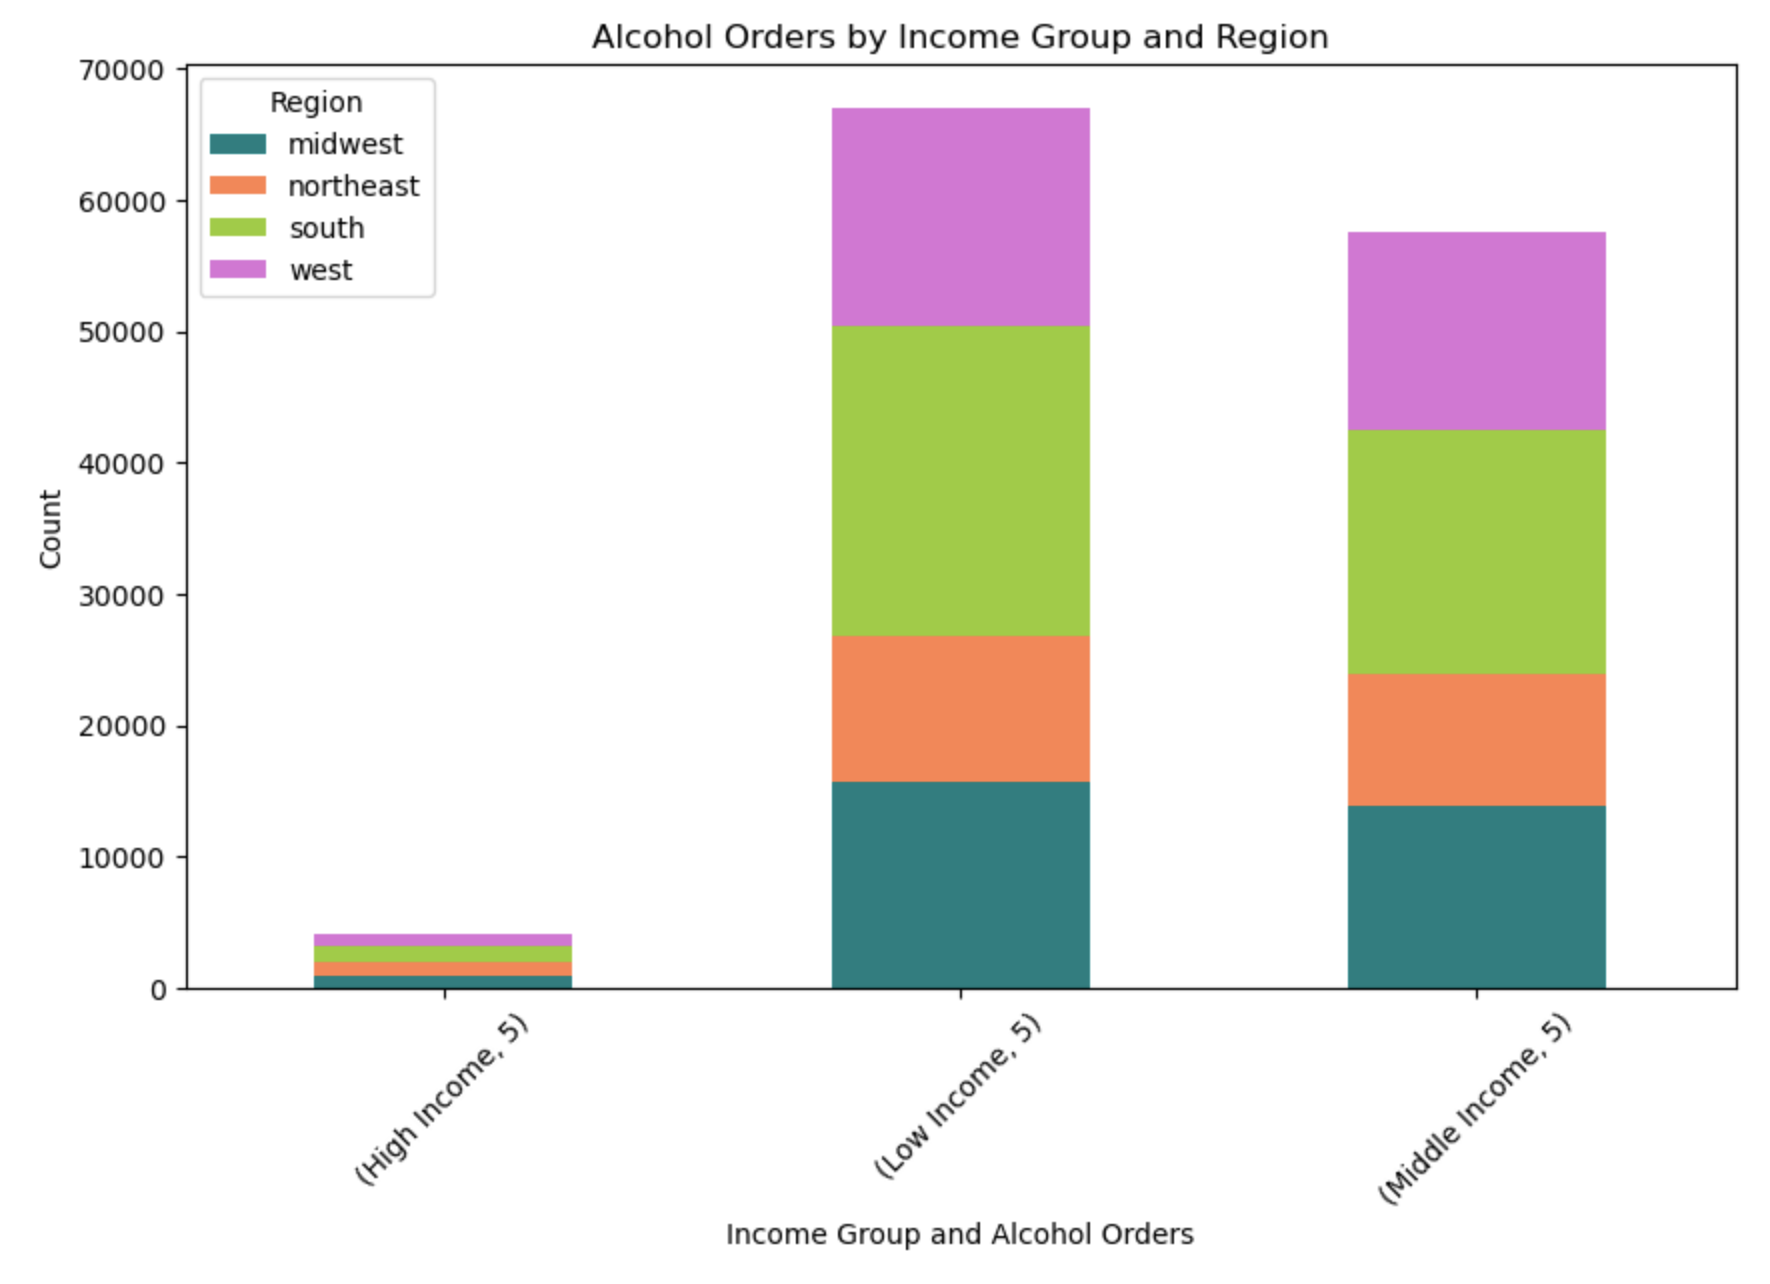 Alcohol Orders by Income Group and Region
Region
midwest
northeast
south
west
Count
70000
60000
50000
40000
30000
20000
10000
0
(High Income, 5)
(Low Income, 5)
(Middle Income, 5)
Income Group and Alcohol Orders